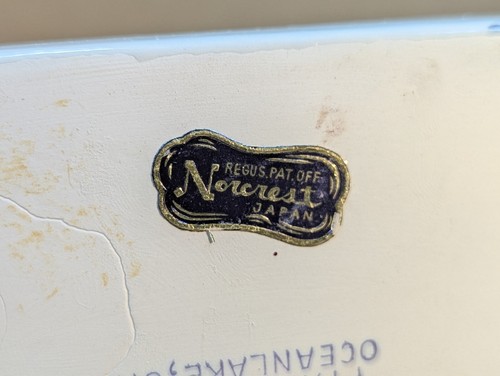 REG.U.S.PAT.OFF.
Norcrest
JAPAN
OCEANLAKE,